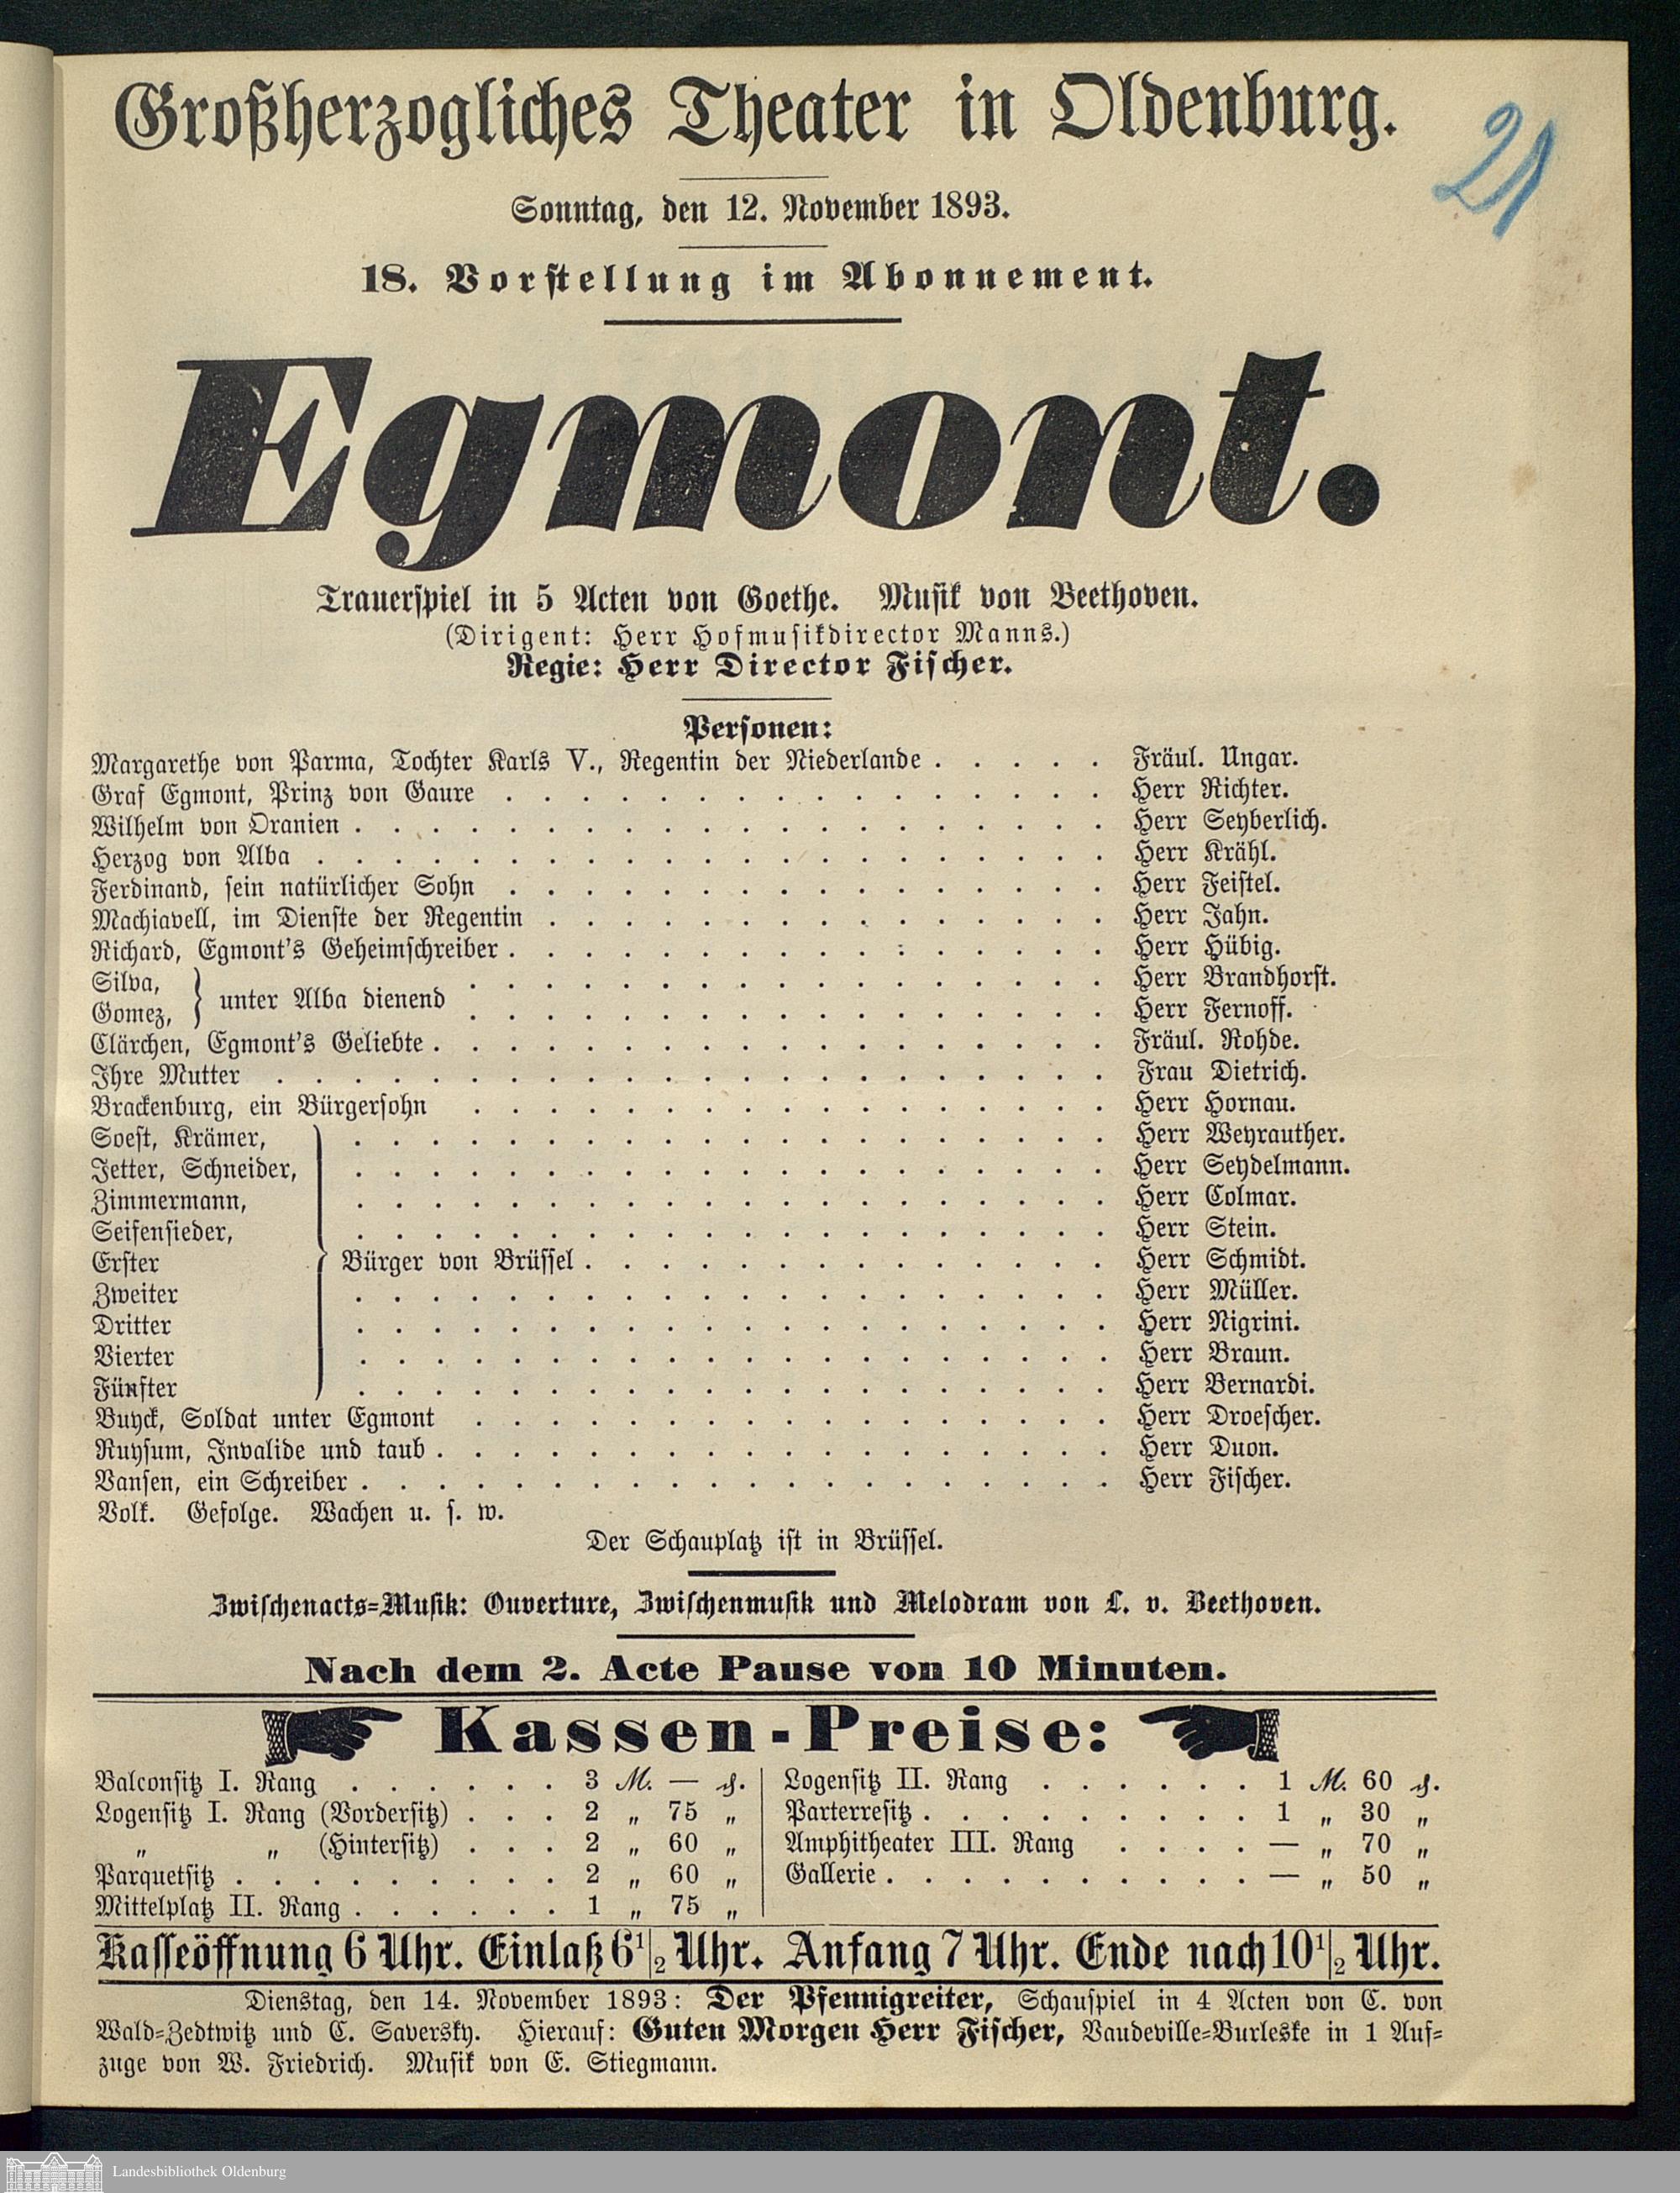 Großherzogliches Theater in Oldenburg.
21
Sonntag, den 12. November 1893.
18. Vorstellung im Abonnement.
Egmont.
Trauerspiel in 5 Acten von Goethe. Musik von Beethoven.
(Dirigent: Herr Hofmusikdirector Manns.)
Regie: Herr Director Fischer.
Personen:
Margarethe von Parma, Tochter Karls V., Regentin der Niederlande . . . . . Fräul. Ungar.
Graf Egmont, Prinz von Gaure . . . . . Herr Richter.
Wilhelm von Oranien . . . . . Herr Seyberlich.
Herzog von Alba . . . . . Herr Krähl.
Ferdinand, sein natürlicher Sohn . . . . . Herr Feistel.
Machiavell, im Dienste der Regentin . . . . . Herr Jahn.
Richard, Egmont's Geheimschreiber . . . . . Herr Hübig.
Silva, . . . . . Herr Brandhorst.
} unter Alba dienend
Gomez, . . . . . Herr Fernoff.
Clärchen, Egmont's Geliebte . . . . . Fräul. Rohde.
Ihre Mutter . . . . . Frau Dietrich.
Brackenburg, ein Bürgersohn . . . . . Herr Hornau.
Soest, Krämer, . . . . . Herr Weyrauther.
Jetter, Schneider, . . . . . Herr Seydelmann.
Zimmermann, . . . . . Herr Colmar.
Seifensieder, . . . . . Herr Stein.
Erster } Bürger von Brüssel . . . . . Herr Schmidt.
Zweiter . . . . . Herr Müller.
Dritter . . . . . Herr Nigrini.
Vierter . . . . . Herr Braun.
Fünfter . . . . . Herr Bernardi.
Buyck, Soldat unter Egmont . . . . . Herr Droescher.
Ruysum, Invalide und taub . . . . . Herr Duon.
Vansen, ein Schreiber . . . . . Herr Fischer.
Volk. Gefolge. Wachen u. s. w.
Der Schauplatz ist in Brüssel.
Zwischenacts=Musik: Ouverture, Zwischenmusik und Melodram von L. v. Beethoven.
Nach dem 2. Acte Pause von 10 Minuten.
Kassen-Preise:
Balconsitz I. Rang . . . . . 3 M. — ₰.
Logensitz I. Rang (Vordersitz) . . . 2 „ 75 „
„ „ (Hintersitz) . . . 2 „ 60 „
Parquetsitz . . . . . 2 „ 60 „
Mittelplatz II. Rang . . . . . 1 „ 75 „
Logensitz II. Rang . . . . . 1 M. 60 ₰.
Parterresitz . . . . . 1 „ 30 „
Amphitheater III. Rang . . . . — „ 70 „
Gallerie . . . . . — „ 50 „
Kasseöffnung 6 Uhr. Einlaß 6 1/2 Uhr. Anfang 7 Uhr. Ende nach 10 1/2 Uhr.
Dienstag, den 14. November 1893: Der Pfennigreiter, Schauspiel in 4 Acten von C. von
Wald=Zedtwitz und C. Saversky. Hierauf: Guten Morgen Herr Fischer, Vaudeville=Burleske in 1 Auf=
zuge von W. Friedrich. Musik von E. Stiegmann.
Landesbibliothek Oldenburg